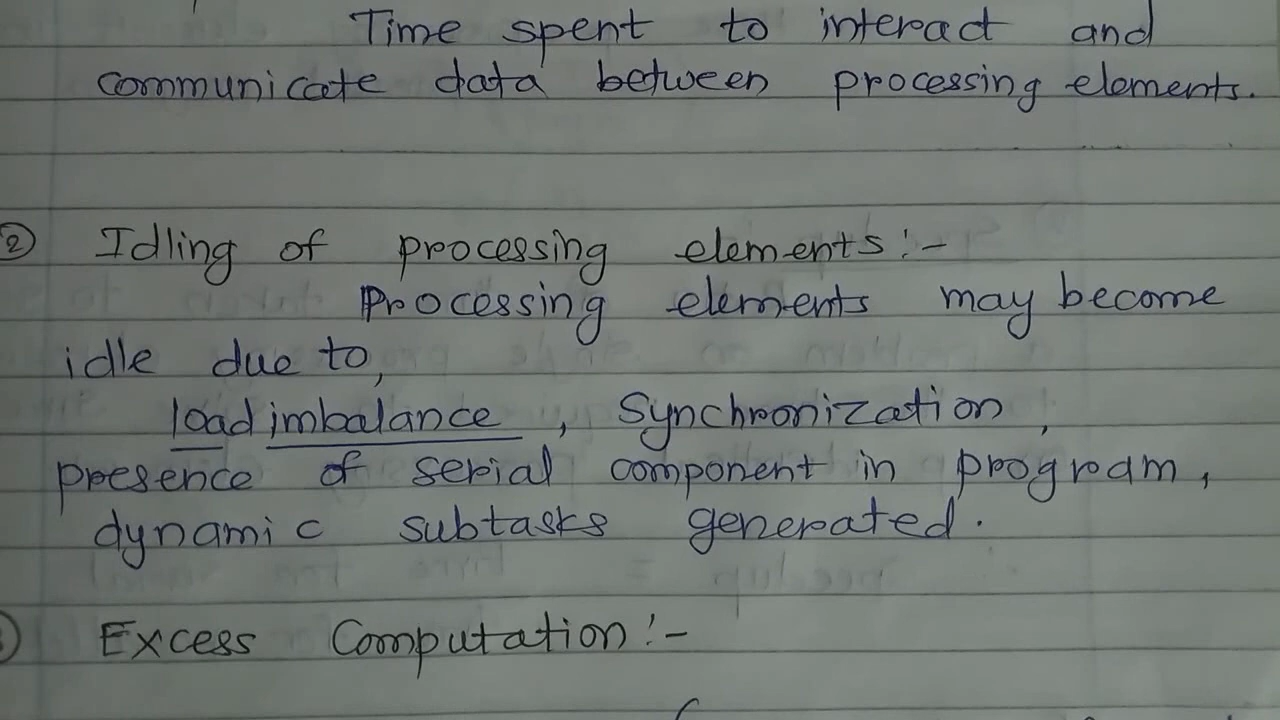 Time spent to interact and
communicate data between processing elements.
② Idling of processing elements:-
Processing elements may become
idle due to,
load imbalance, Synchronization,
presence of serial component in program,
dynamic subtasks generated.
Excess Computation:-